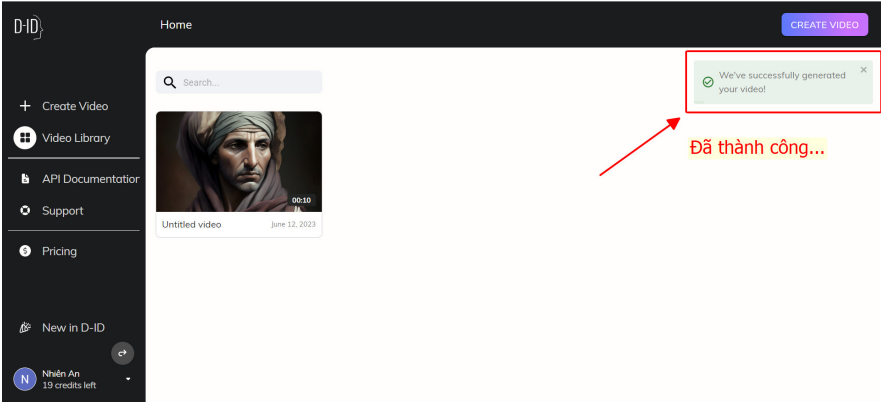 D-ID
Home
CREATE VIDEO
Search...
We've successfully generated
your video!
Create Video
Video Library
Đã thành công...
API Documentation
Support
00:10
Untitled video
June 12, 2023
Pricing
New in D-ID
N
Nhiên An
19 credits left